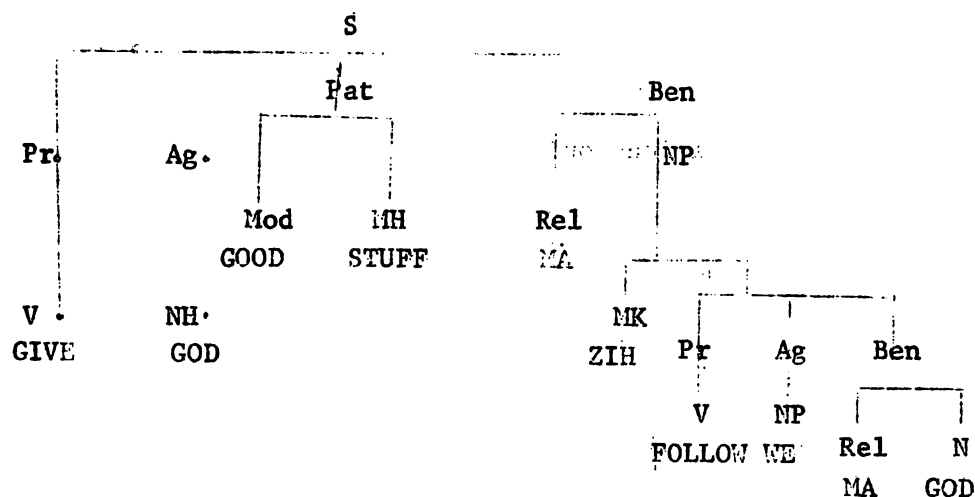 S
Pat Ben
Pr Ag NP
Mod MH Rel
GOOD STUFF MA
V NH MK
GIVE GOD ZIH Pr Ag Ben
V NP
FOLLOW WE Rel N
MA GOD